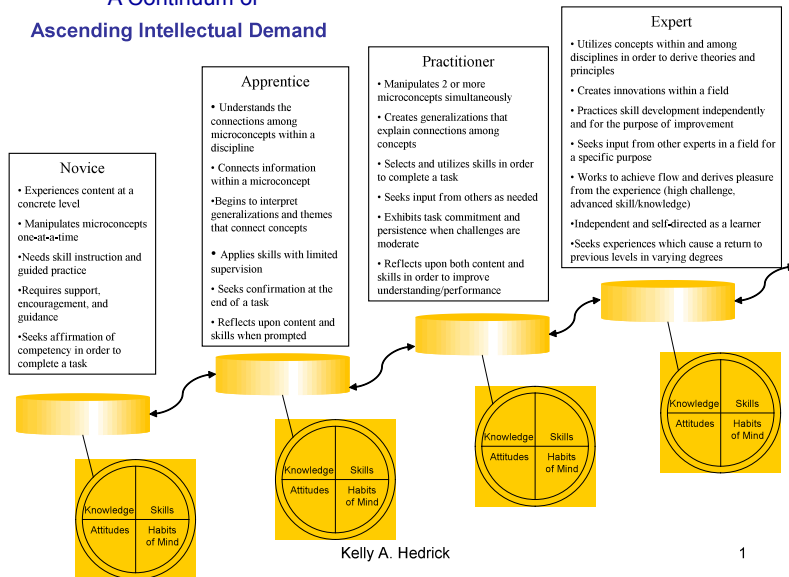 A Continuum of
Ascending Intellectual Demand
Novice
• Experiences content at a
concrete level
• Manipulates microconcepts
one-at-a-time
•Needs skill instruction and
guided practice
•Requires support,
encouragement, and
guidance
•Seeks affirmation of
competency in order to
complete a task
Apprentice
• Understands the
connections among
microconcepts within a
discipline
• Connects information
within a microconcept
•Begins to interpret
generalizations and themes
that connect concepts
• Applies skills with limited
supervision
• Seeks confirmation at the
end of a task
• Reflects upon content and
skills when prompted
Practitioner
• Manipulates 2 or more
microconcepts simultaneously
• Creates generalizations that
explain connections among
concepts
• Selects and utilizes skills in order
to complete a task
• Seeks input from others as needed
• Exhibits task commitment and
persistence when challenges are
moderate
• Reflects upon both content and
skills in order to improve
understanding/performance
Expert
• Utilizes concepts within and among
disciplines in order to derive theories and
principles
• Creates innovations within a field
• Practices skill development independently
and for the purpose of improvement
• Seeks input from other experts in a field for
a specific purpose
• Works to achieve flow and derives pleasure
from the experience (high challenge,
advanced skill/knowledge)
•Independent and self-directed as a learner
•Seeks experiences which cause a return to
previous levels in varying degrees
Knowledge Skills
Attitudes Habits
of Mind
Knowledge Skills
Attitudes Habits
of Mind
Knowledge Skills
Attitudes Habits
of Mind
Knowledge Skills
Attitudes Habits
of Mind
Kelly A. Hedrick
1